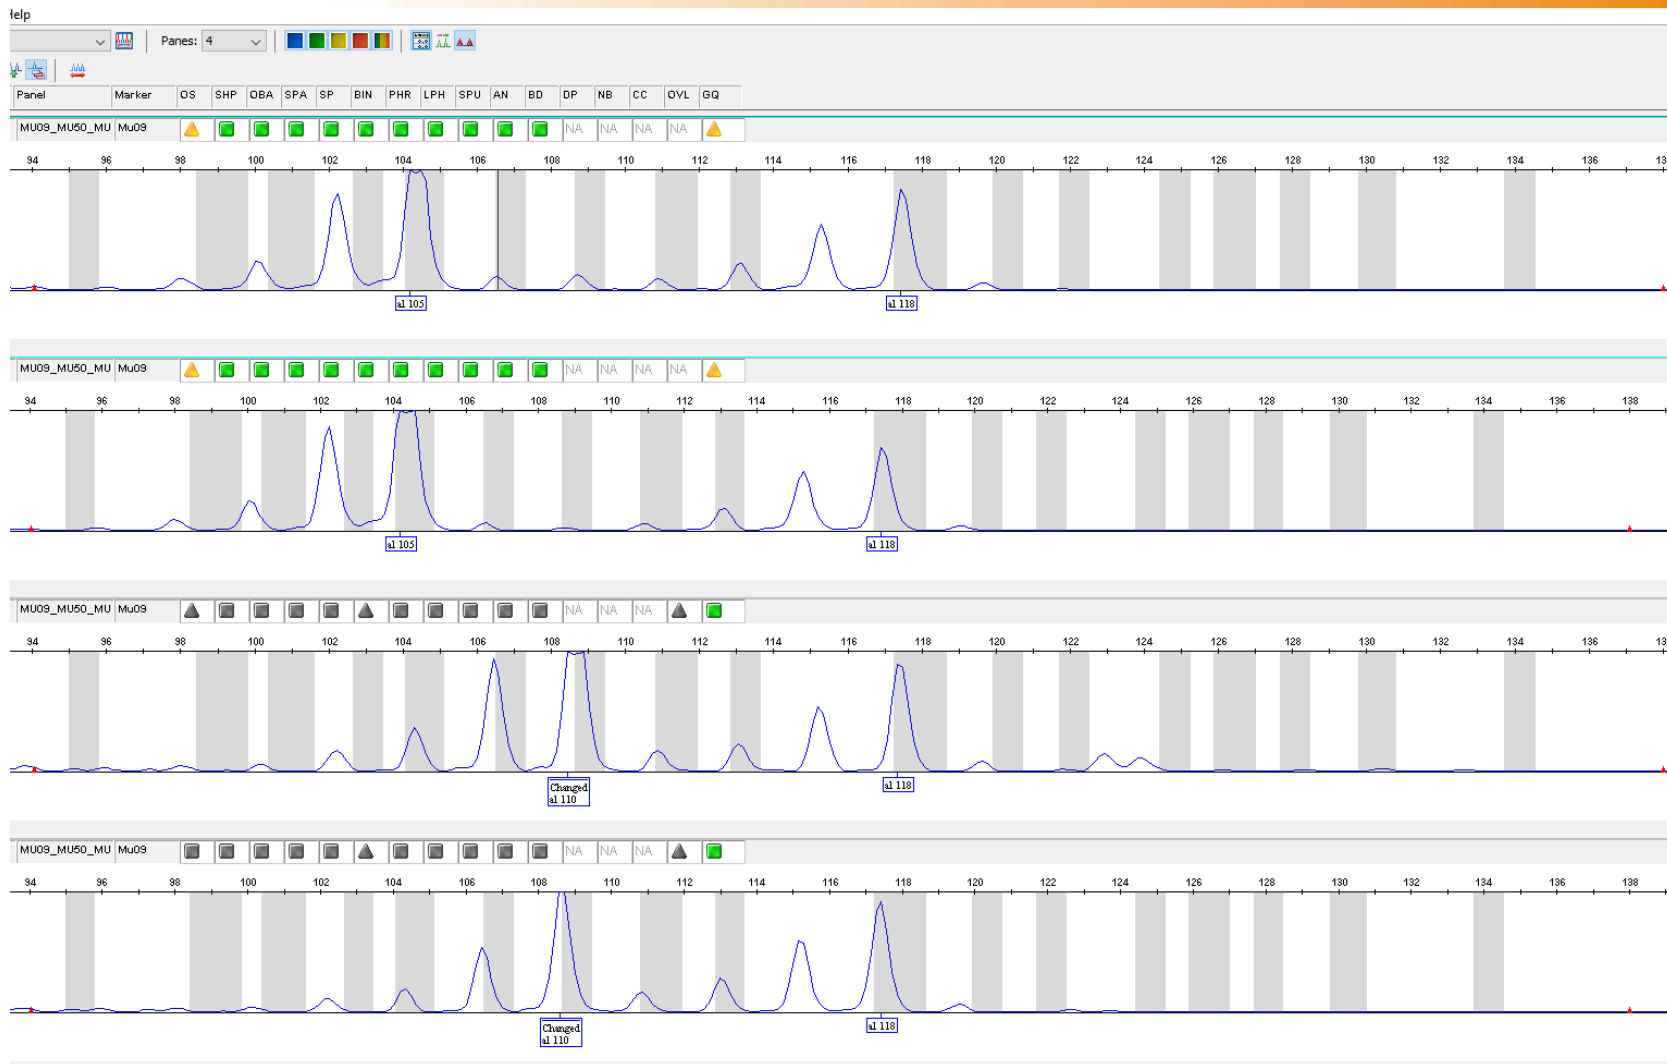 Help
Panes: 4
Panel Marker OS SHP OBA SPA SP BIN PHR LPH SPU AN BD DP NB CC OVL GQ
MU09_MU50_MU Mu09 NA NA NA NA
94 96 98 100 102 104 106 108 110 112 114 116 118 120 122 124 126 128 130 132 134 136 13
al 105 al 118
MU09_MU50_MU Mu09 NA NA NA NA
94 96 98 100 102 104 106 108 110 112 114 116 118 120 122 124 126 128 130 132 134 136 138
al 105 al 118
MU09_MU50_MU Mu09 NA NA NA
94 96 98 100 102 104 106 108 110 112 114 116 118 120 122 124 126 128 130 132 134 136 13
Changed
al 110 al 118
MU09_MU50_MU Mu09 NA NA NA
94 96 98 100 102 104 106 108 110 112 114 116 118 120 122 124 126 128 130 132 134 136 138
Changed
al 110 al 118